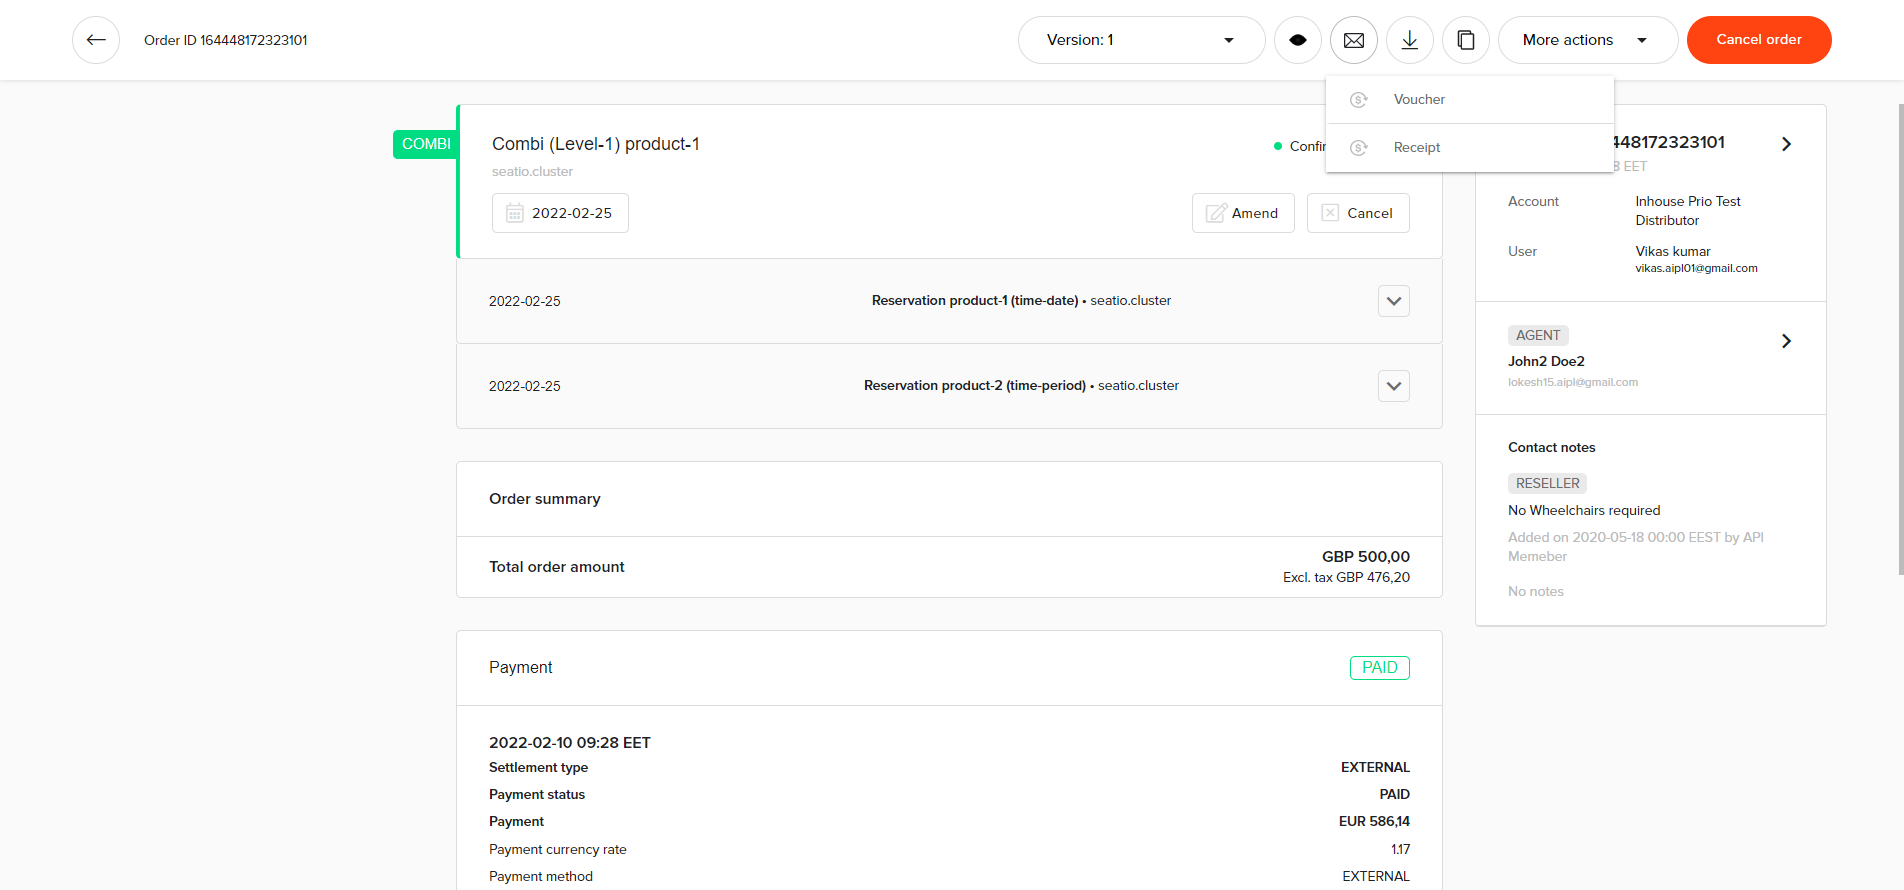 Order ID 164448172323101
Version: 1
More actions
Cancel order
Voucher
Receipt
COMBI
Combi (Level-1) product-1
seatio.cluster
2022-02-25
Amend
Cancel
2022-02-25 Reservation product-1 (time-date) • seatio.cluster
2022-02-25 Reservation product-2 (time-period) • seatio.cluster
Order summary
Total order amount
GBP 500,00
Excl. tax GBP 476,20
Payment
PAID
2022-02-10 09:28 EET
Settlement type EXTERNAL
Payment status PAID
Payment EUR 586,14
Payment currency rate 1.17
Payment method EXTERNAL
448172323101
EET
Account
Inhouse Prio Test
Distributor
User
Vikas kumar
vikas.aipl01@gmail.com
AGENT
John2 Doe2
lokesh15.aipl@gmail.com
Contact notes
RESELLER
No Wheelchairs required
Added on 2020-05-18 00:00 EEST by API
Memeber
No notes